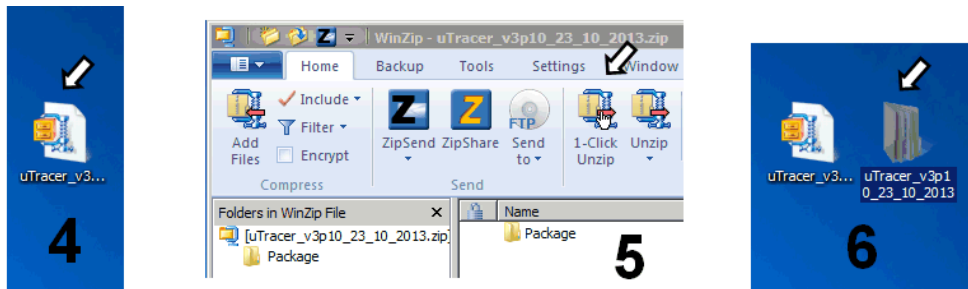 uTracer_v3...
4
WinZip - uTracer_v3p10_23_10_2013.zip
Home Backup Tools Settings Window
Include
Filter
Encrypt
Add
Files
ZipSend
ZipShare
FTP
Send
to
1-Click
Unzip
Unzip
Compress
Send
Folders in WinZip File
[uTracer_v3p10_23_10_2013.zip]
Package
Name
Package
5
uTracer_v3...
uTracer_v3p1
0_23_10_2013
6